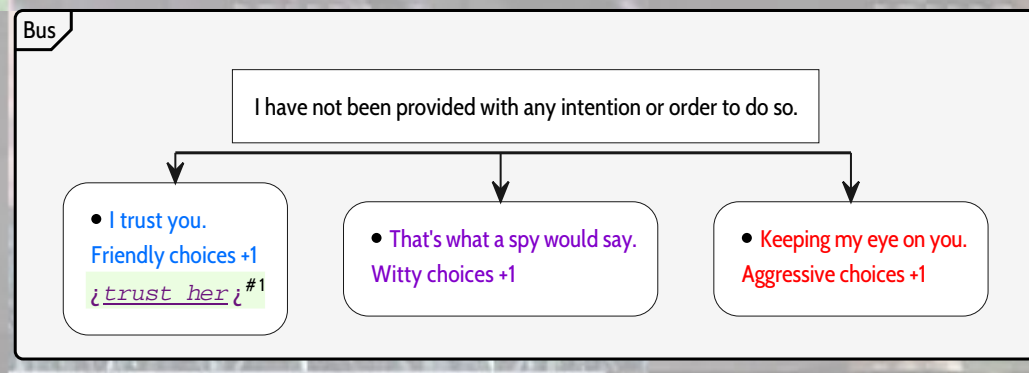 Bus
I have not been provided with any intention or order to do so.
• I trust you.
Friendly choices +1
¿trust her¿#1
• That's what a spy would say.
Witty choices +1
• Keeping my eye on you.
Aggressive choices +1